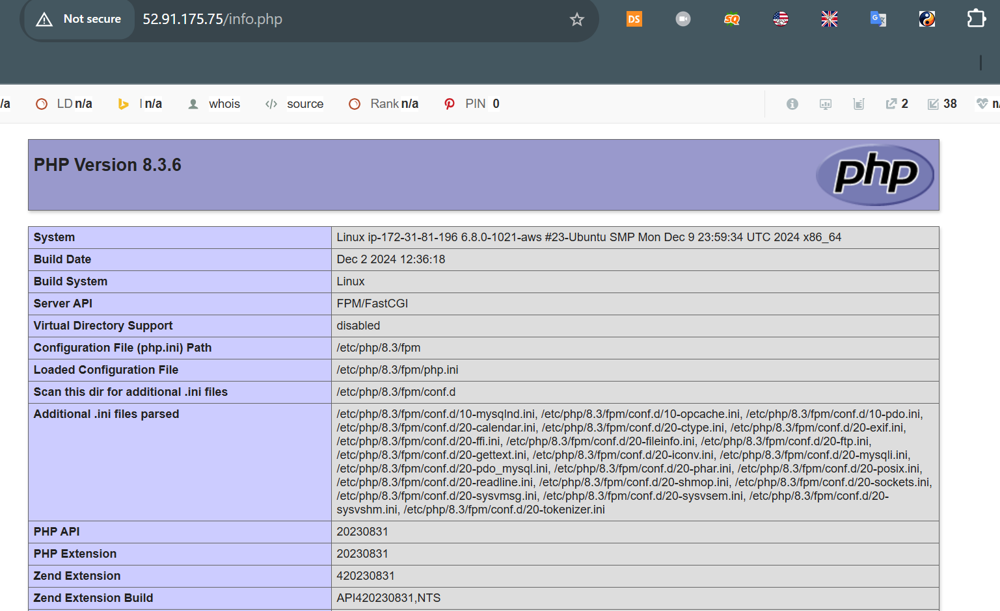 Not secure 52.91.175.75/info.php
DS SQ G
/a LD n/a I n/a whois source Rank n/a PIN 0 2 38 n/
PHP Version 8.3.6
php
System Linux ip-172-31-81-196 6.8.0-1021-aws #23-Ubuntu SMP Mon Dec 9 23:59:34 UTC 2024 x86_64
Build Date Dec 2 2024 12:36:18
Build System Linux
Server API FPM/FastCGI
Virtual Directory Support disabled
Configuration File (php.ini) Path /etc/php/8.3/fpm
Loaded Configuration File /etc/php/8.3/fpm/php.ini
Scan this dir for additional .ini files /etc/php/8.3/fpm/conf.d
Additional .ini files parsed /etc/php/8.3/fpm/conf.d/10-mysqlnd.ini, /etc/php/8.3/fpm/conf.d/10-opcache.ini, /etc/php/8.3/fpm/conf.d/10-pdo.ini,
/etc/php/8.3/fpm/conf.d/20-calendar.ini, /etc/php/8.3/fpm/conf.d/20-ctype.ini, /etc/php/8.3/fpm/conf.d/20-exif.ini,
/etc/php/8.3/fpm/conf.d/20-ffi.ini, /etc/php/8.3/fpm/conf.d/20-fileinfo.ini, /etc/php/8.3/fpm/conf.d/20-ftp.ini,
/etc/php/8.3/fpm/conf.d/20-gettext.ini, /etc/php/8.3/fpm/conf.d/20-iconv.ini, /etc/php/8.3/fpm/conf.d/20-mysqli.ini,
/etc/php/8.3/fpm/conf.d/20-pdo_mysql.ini, /etc/php/8.3/fpm/conf.d/20-phar.ini, /etc/php/8.3/fpm/conf.d/20-posix.ini,
/etc/php/8.3/fpm/conf.d/20-readline.ini, /etc/php/8.3/fpm/conf.d/20-shmop.ini, /etc/php/8.3/fpm/conf.d/20-sockets.ini,
/etc/php/8.3/fpm/conf.d/20-sysvmsg.ini, /etc/php/8.3/fpm/conf.d/20-sysvsem.ini, /etc/php/8.3/fpm/conf.d/20-
sysvshm.ini, /etc/php/8.3/fpm/conf.d/20-tokenizer.ini
PHP API 20230831
PHP Extension 20230831
Zend Extension 420230831
Zend Extension Build API420230831,NTS